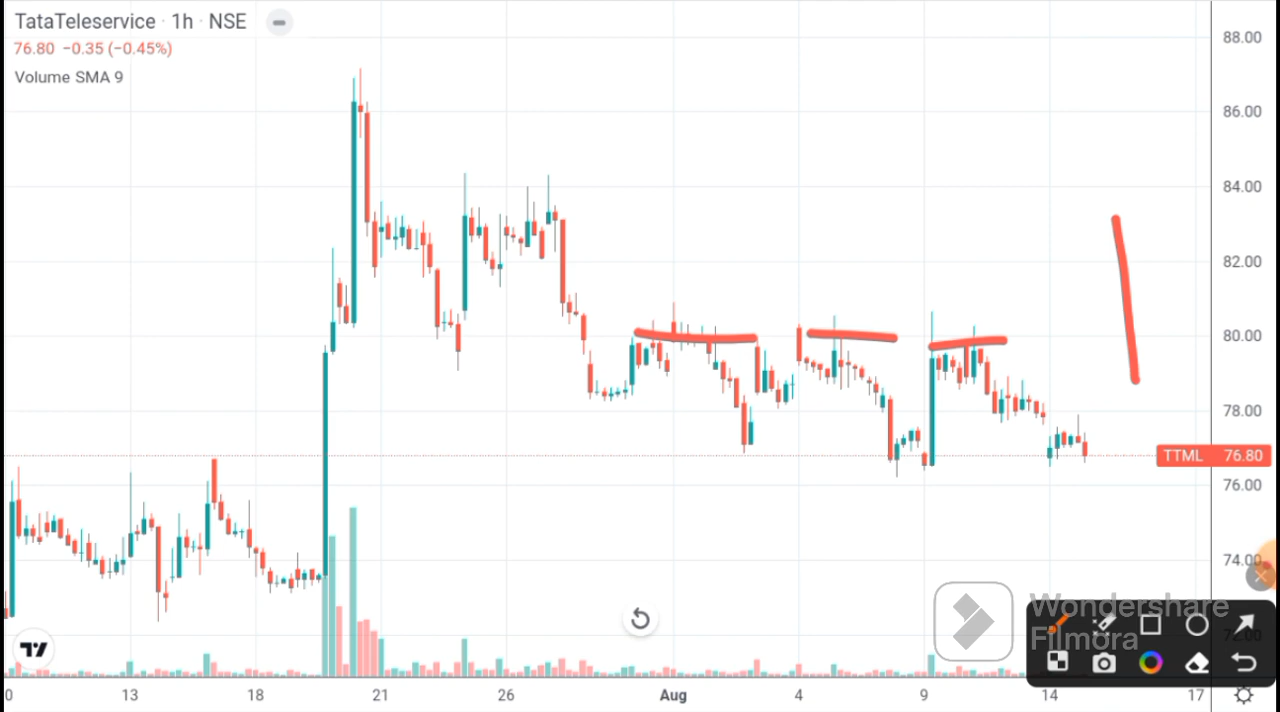 TataTeleservice · 1h · NSE
76.80 −0.35 (−0.45%)
Volume SMA 9
88.00
86.00
84.00
82.00
80.00
78.00
TTML 76.80
76.00
74.00
72.00
Wondershare
Filmora
0 13 18 21 26 Aug 4 9 14 17